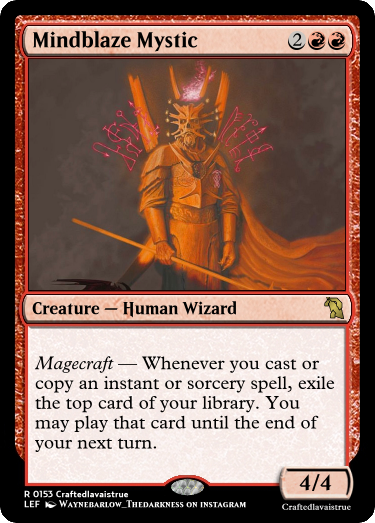 Mindblaze Mystic 2
Creature — Human Wizard
Magecraft — Whenever you cast or
copy an instant or sorcery spell, exile
the top card of your library. You
may play that card until the end of
your next turn.
4/4
R 0153 Craftedlavaistrue
LEF Waynebarlow_Thedarkness on instagram
Craftedlavaistrue